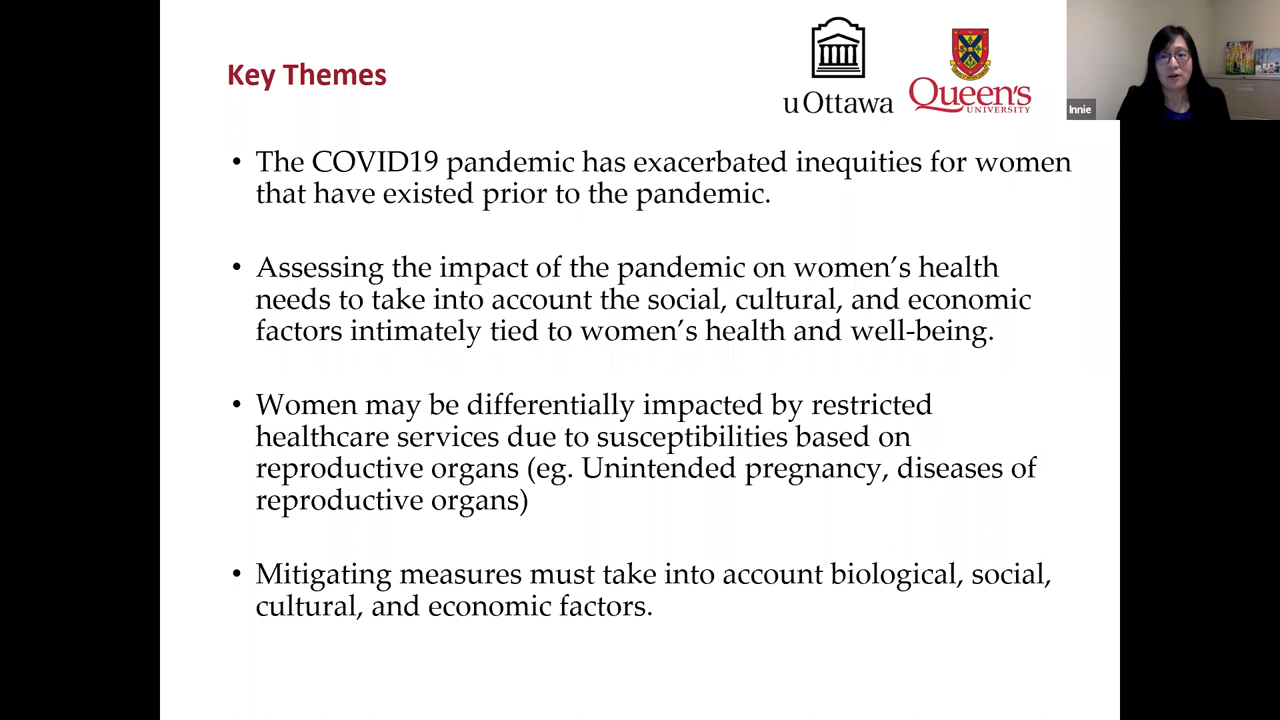 Key Themes
uOttawa
Queen's
UNIVERSITY
Innie
• The COVID19 pandemic has exacerbated inequities for women
that have existed prior to the pandemic.
• Assessing the impact of the pandemic on women’s health
needs to take into account the social, cultural, and economic
factors intimately tied to women’s health and well-being.
• Women may be differentially impacted by restricted
healthcare services due to susceptibilities based on
reproductive organs (eg. Unintended pregnancy, diseases of
reproductive organs)
• Mitigating measures must take into account biological, social,
cultural, and economic factors.